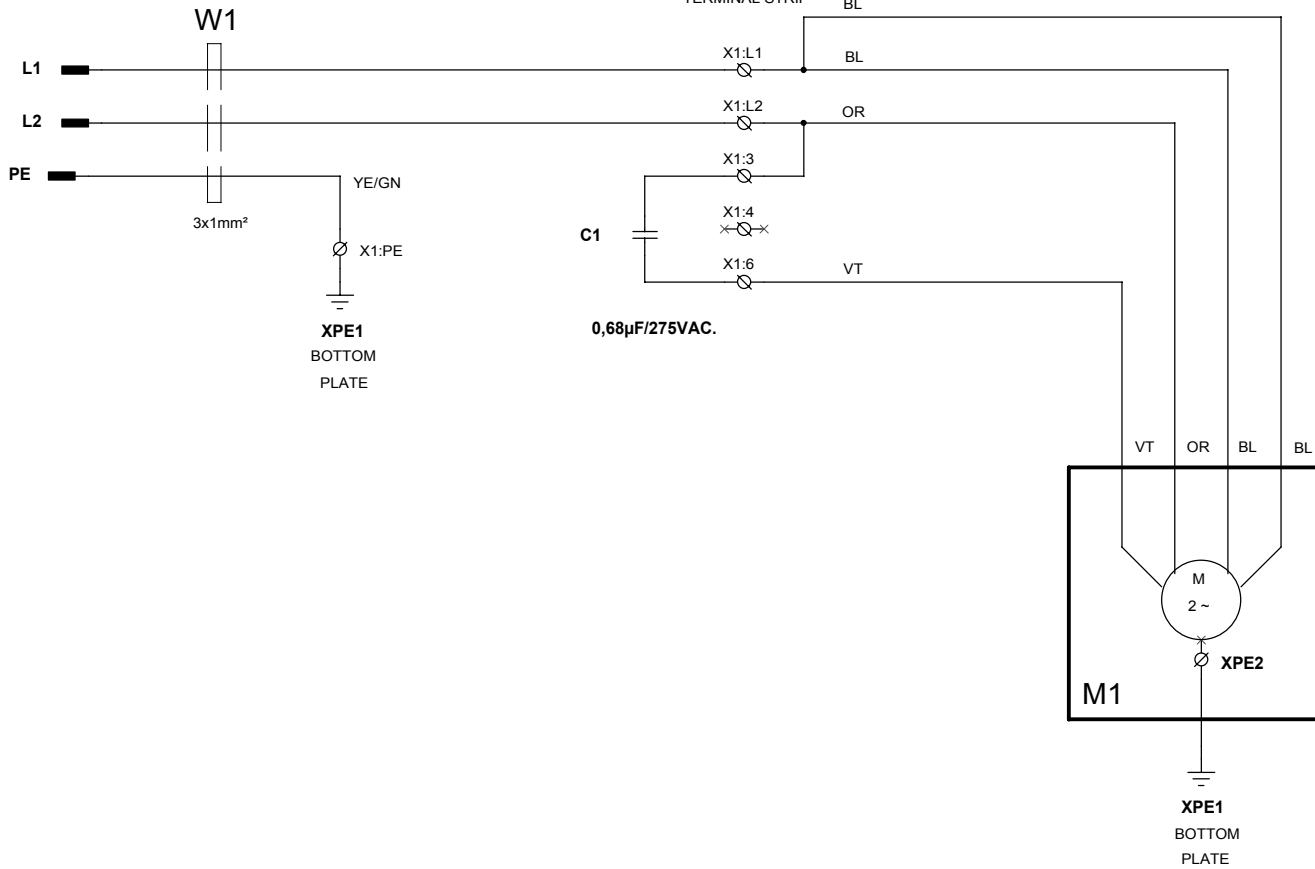 TERMINAL STRIP
BL
W1
L1
X1:L1
BL
L2
X1:L2
OR
PE
X1:3
YE/GN
3x1mm²
X1:4
C1
X1:PE
X1:6
VT
XPE1
0,68µF/275VAC.
BOTTOM
PLATE
VT OR BL BL
M
2 ~
XPE2
M1
XPE1
BOTTOM
PLATE